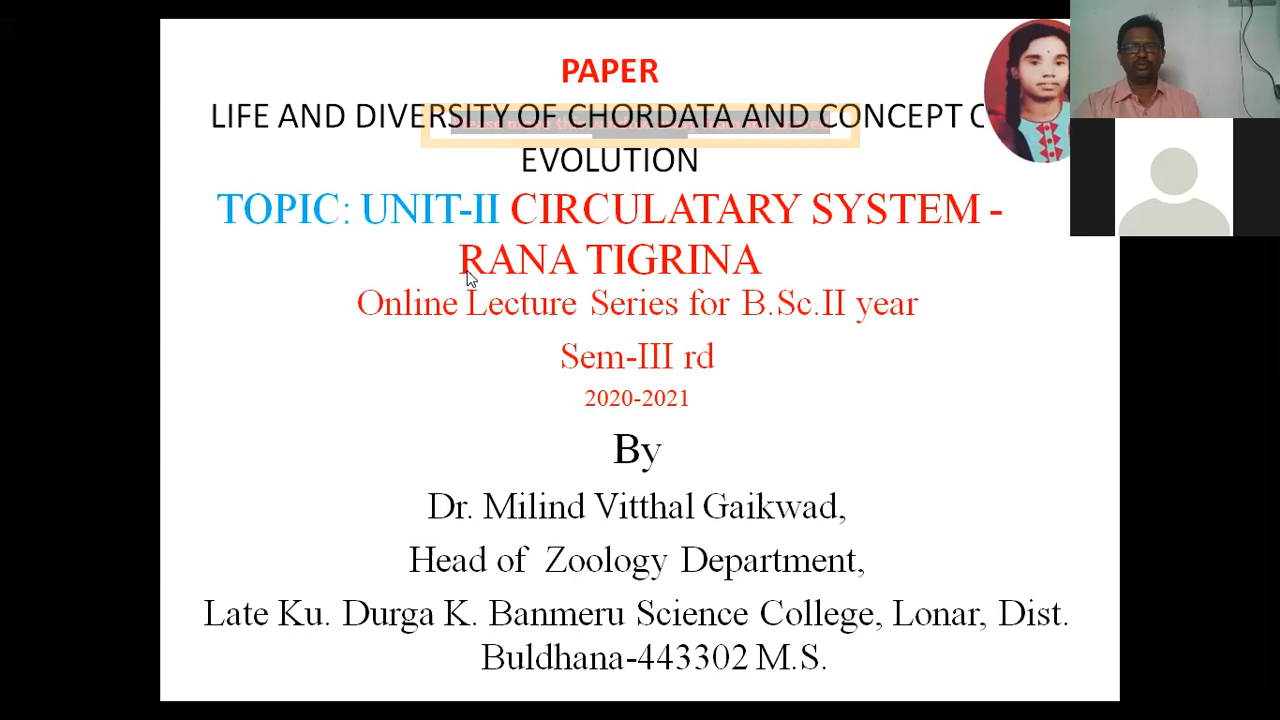 PAPER
LIFE AND DIVERSITY OF CHORDATA AND CONCEPT
EVOLUTION
TOPIC: UNIT-II CIRCULATARY SYSTEM -
RANA TIGRINA
Online Lecture Series for B.Sc.II year
Sem-III rd
2020-2021
By
Dr. Milind Vitthal Gaikwad,
Head of Zoology Department,
Late Ku. Durga K. Banmeru Science College, Lonar, Dist.
Buldhana-443302 M.S.